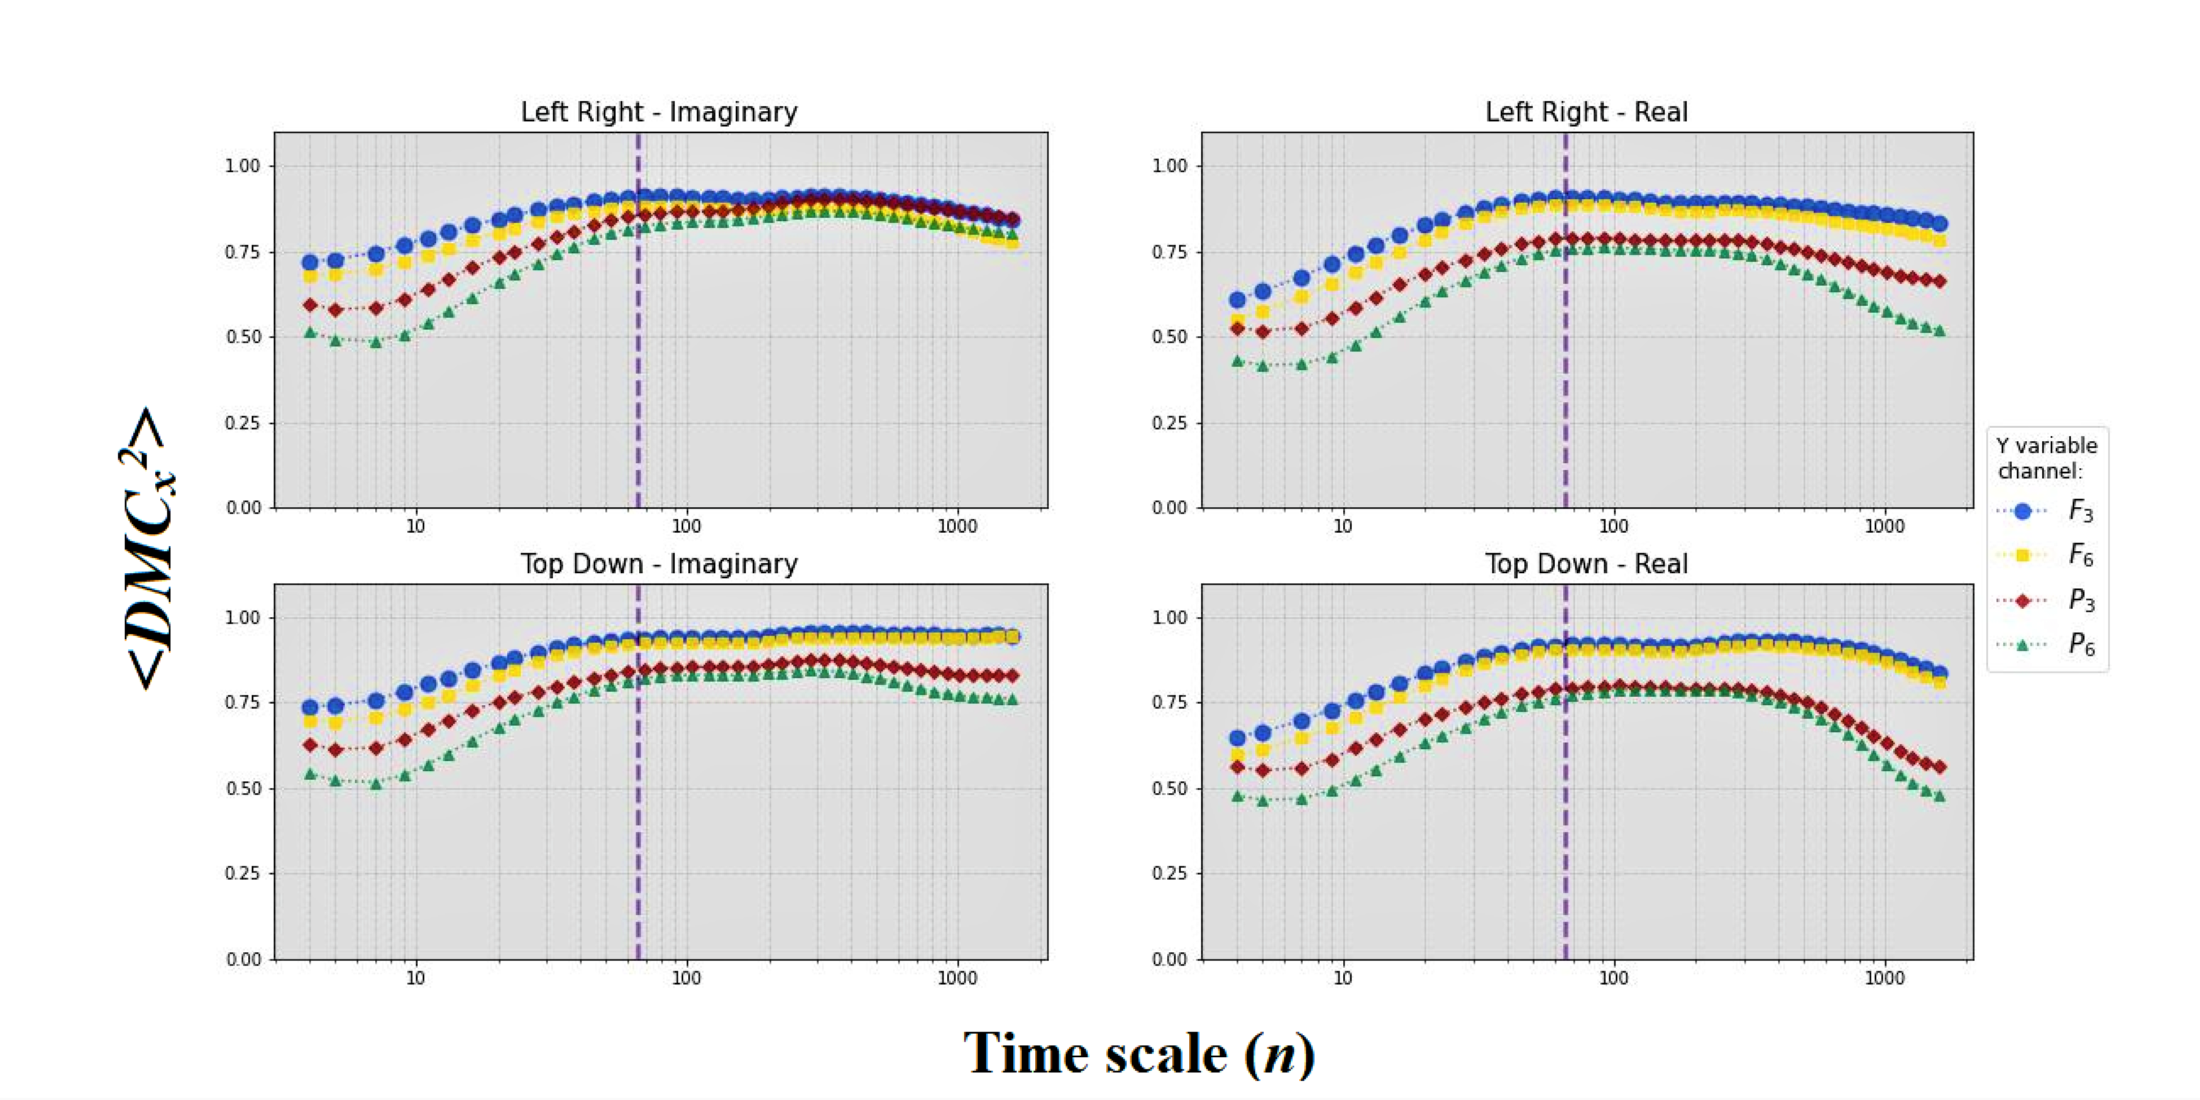 Left Right - Imaginary
1.00
0.75
0.50
0.25
0.00
10 100 1000
Left Right - Real
1.00
0.75
0.50
0.25
0.00
10 100 1000
Top Down - Imaginary
1.00
0.75
0.50
0.25
0.00
10 100 1000
Top Down - Real
1.00
0.75
0.50
0.25
0.00
10 100 1000
<DMCₓ²>
Time scale (n)
Y variable
channel:
F₃
F₆
P₃
P₆